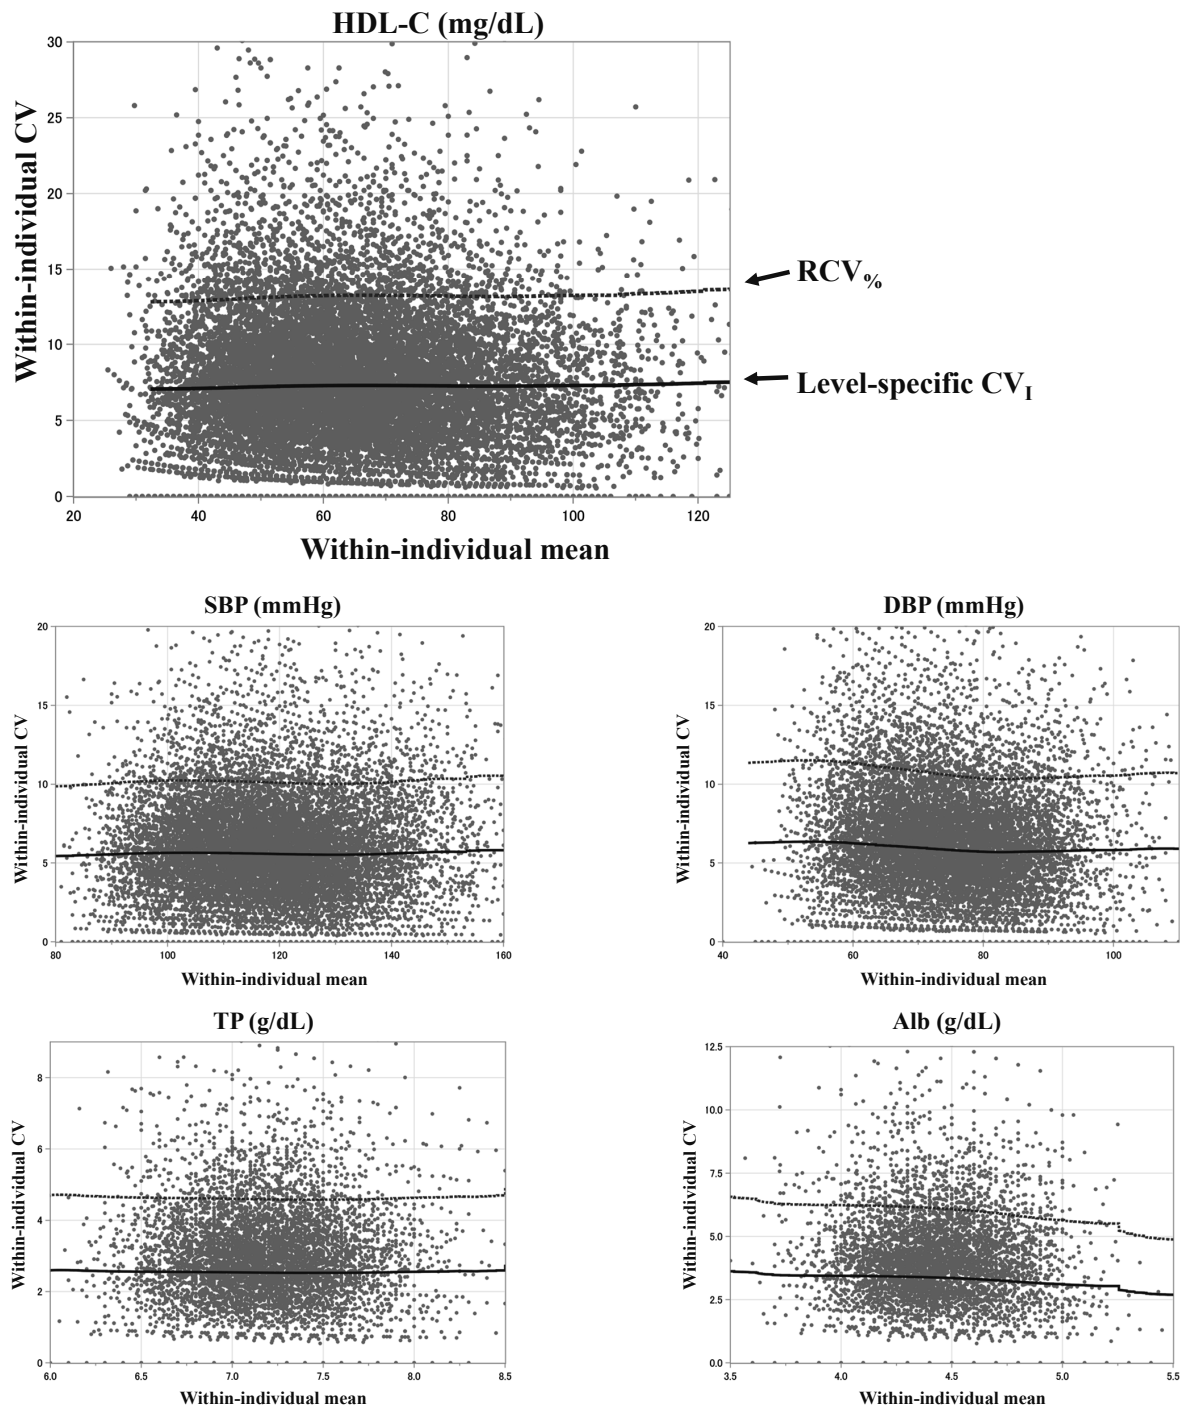 HDL-C (mg/dL)
30
25
20
15
10
5
0
Within-individual CV
RCV%
Level-specific CVI
20 40 60 80 100 120
Within-individual mean
SBP (mmHg)
20
15
10
5
0
Within-individual CV
80 100 120 140 160
Within-individual mean
DBP (mmHg)
20
15
10
5
0
Within-individual CV
40 60 80 100
Within-individual mean
TP (g/dL)
8
6
4
2
0
Within-individual CV
6.0 6.5 7.0 7.5 8.0 8.5
Within-individual mean
Alb (g/dL)
12.5
10.0
7.5
5.0
2.5
0.0
Within-individual CV
3.5 4.0 4.5 5.0 5.5
Within-individual mean